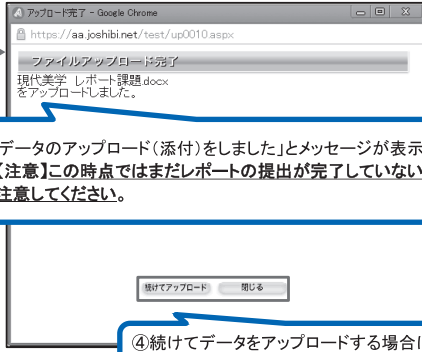 アップロード完了 - Google Chrome
https://aa.joshibi.net/test/up0010.aspx
ファイルアップロード完了
現代美学 レポート課題.docx
をアップロードしました。
データのアップロード(添付)をしました」とメッセージが表示
【注意】この時点ではまだレポートの提出が完了していない
注意してください。
続けてアップロード 閉じる
④続けてデータをアップロードする場合は